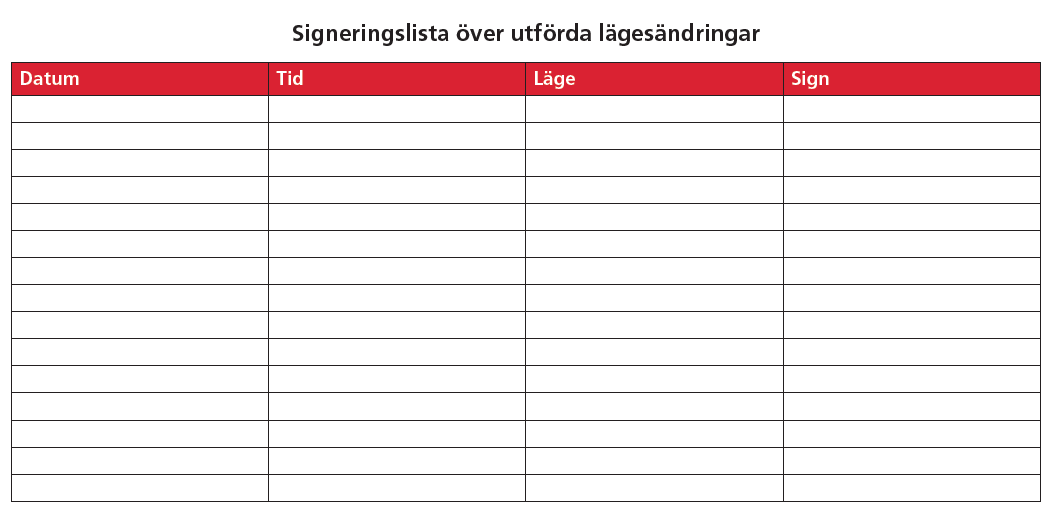 Signeringslista över utförda lägesändringar
Datum Tid Läge Sign